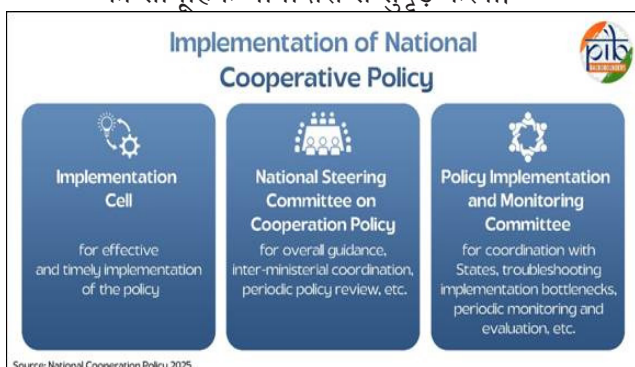 Implementation of National
Cooperative Policy
pib
BACKGROUNDERS
Implementation
Cell
for effective
and timely implementation
of the policy
National Steering
Committee on
Cooperation Policy
for overall guidance,
inter-ministerial coordination,
periodic policy review, etc.
Policy Implementation
and Monitoring
Committee
for coordination with
States, troubleshooting
implementation bottlenecks,
periodic monitoring and
evaluation, etc.
Source: National Cooperation Policy 2025